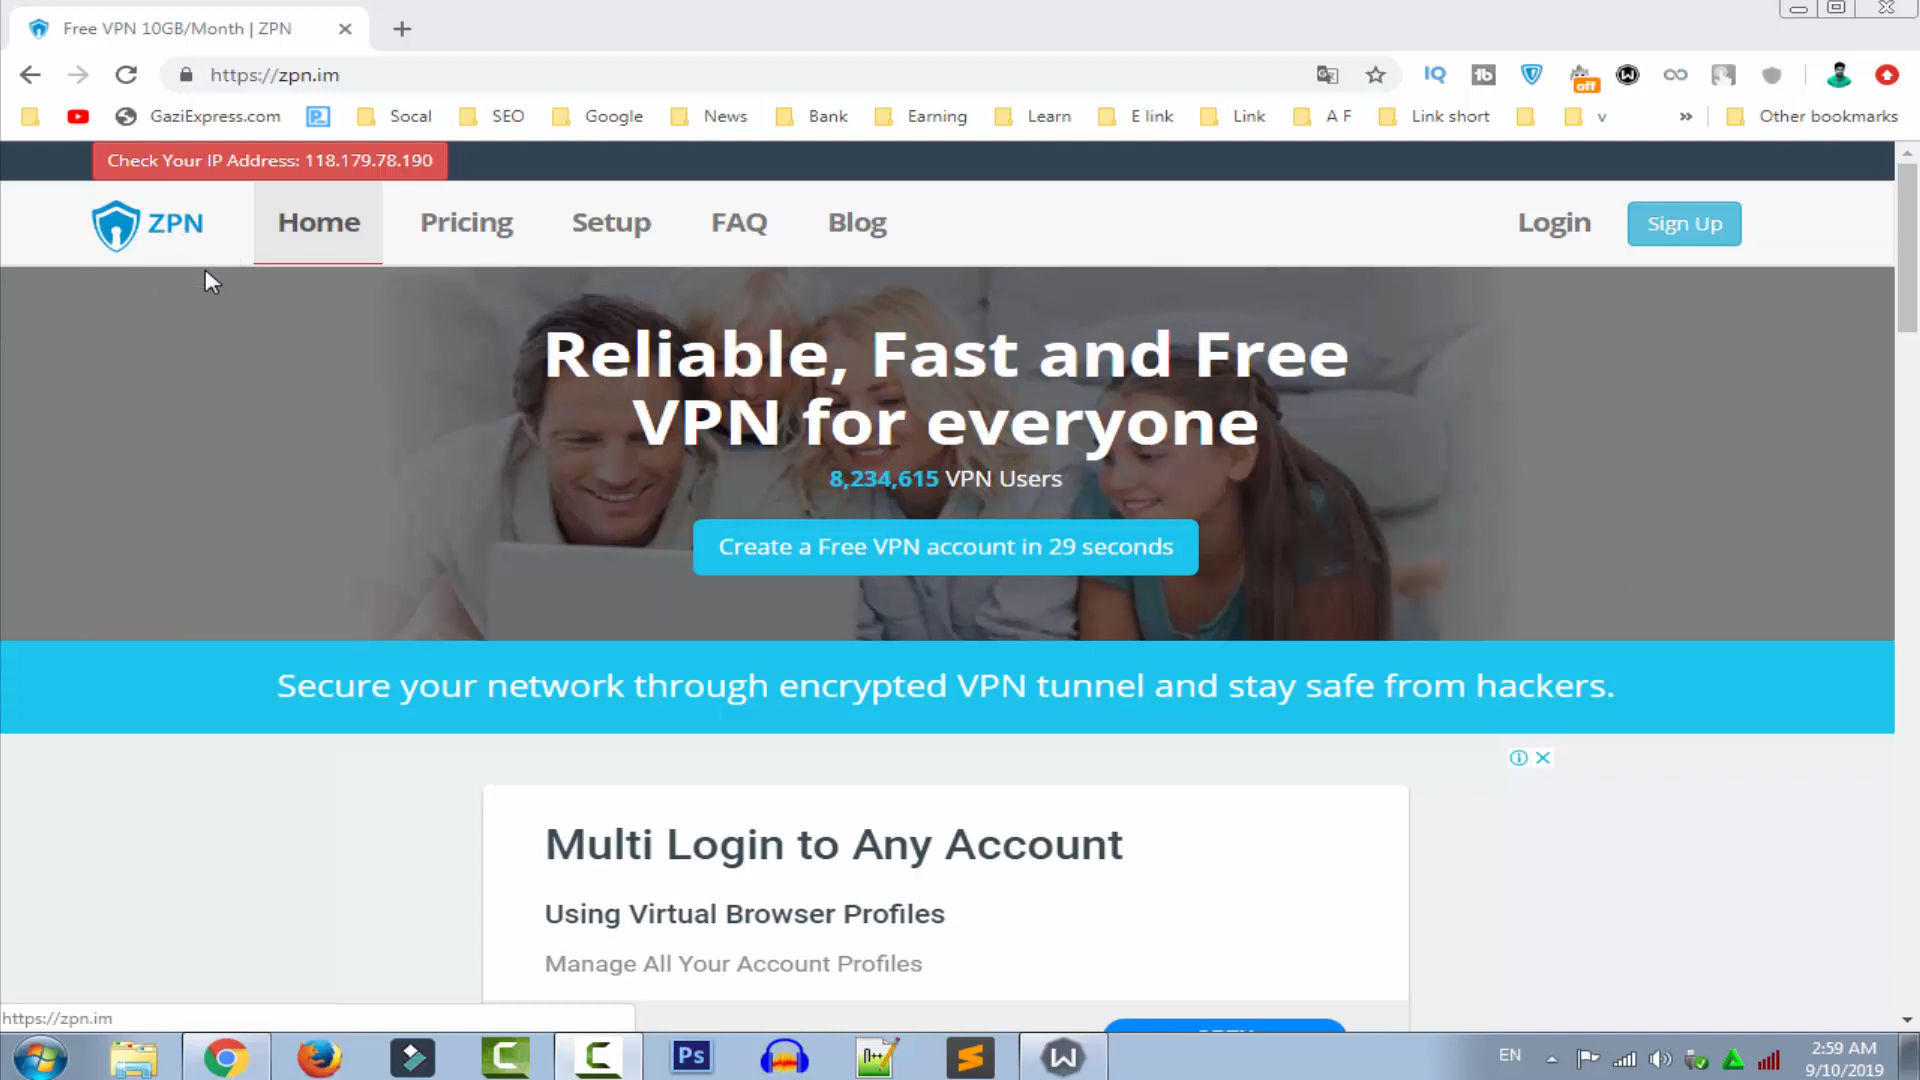 Free VPN 10GB/Month | ZPN
https://zpn.im
GaziExpress.com Socal SEO Google News Bank Earning Learn E link Link A F Link short v » Other bookmarks
Check Your IP Address: 118.179.78.190
ZPN Home Pricing Setup FAQ Blog Login Sign Up
Reliable, Fast and Free
VPN for everyone
8,234,615 VPN Users
Create a Free VPN account in 29 seconds
Secure your network through encrypted VPN tunnel and stay safe from hackers.
Multi Login to Any Account
Using Virtual Browser Profiles
Manage All Your Account Profiles
https://zpn.im
EN 2:59 AM
9/10/2019